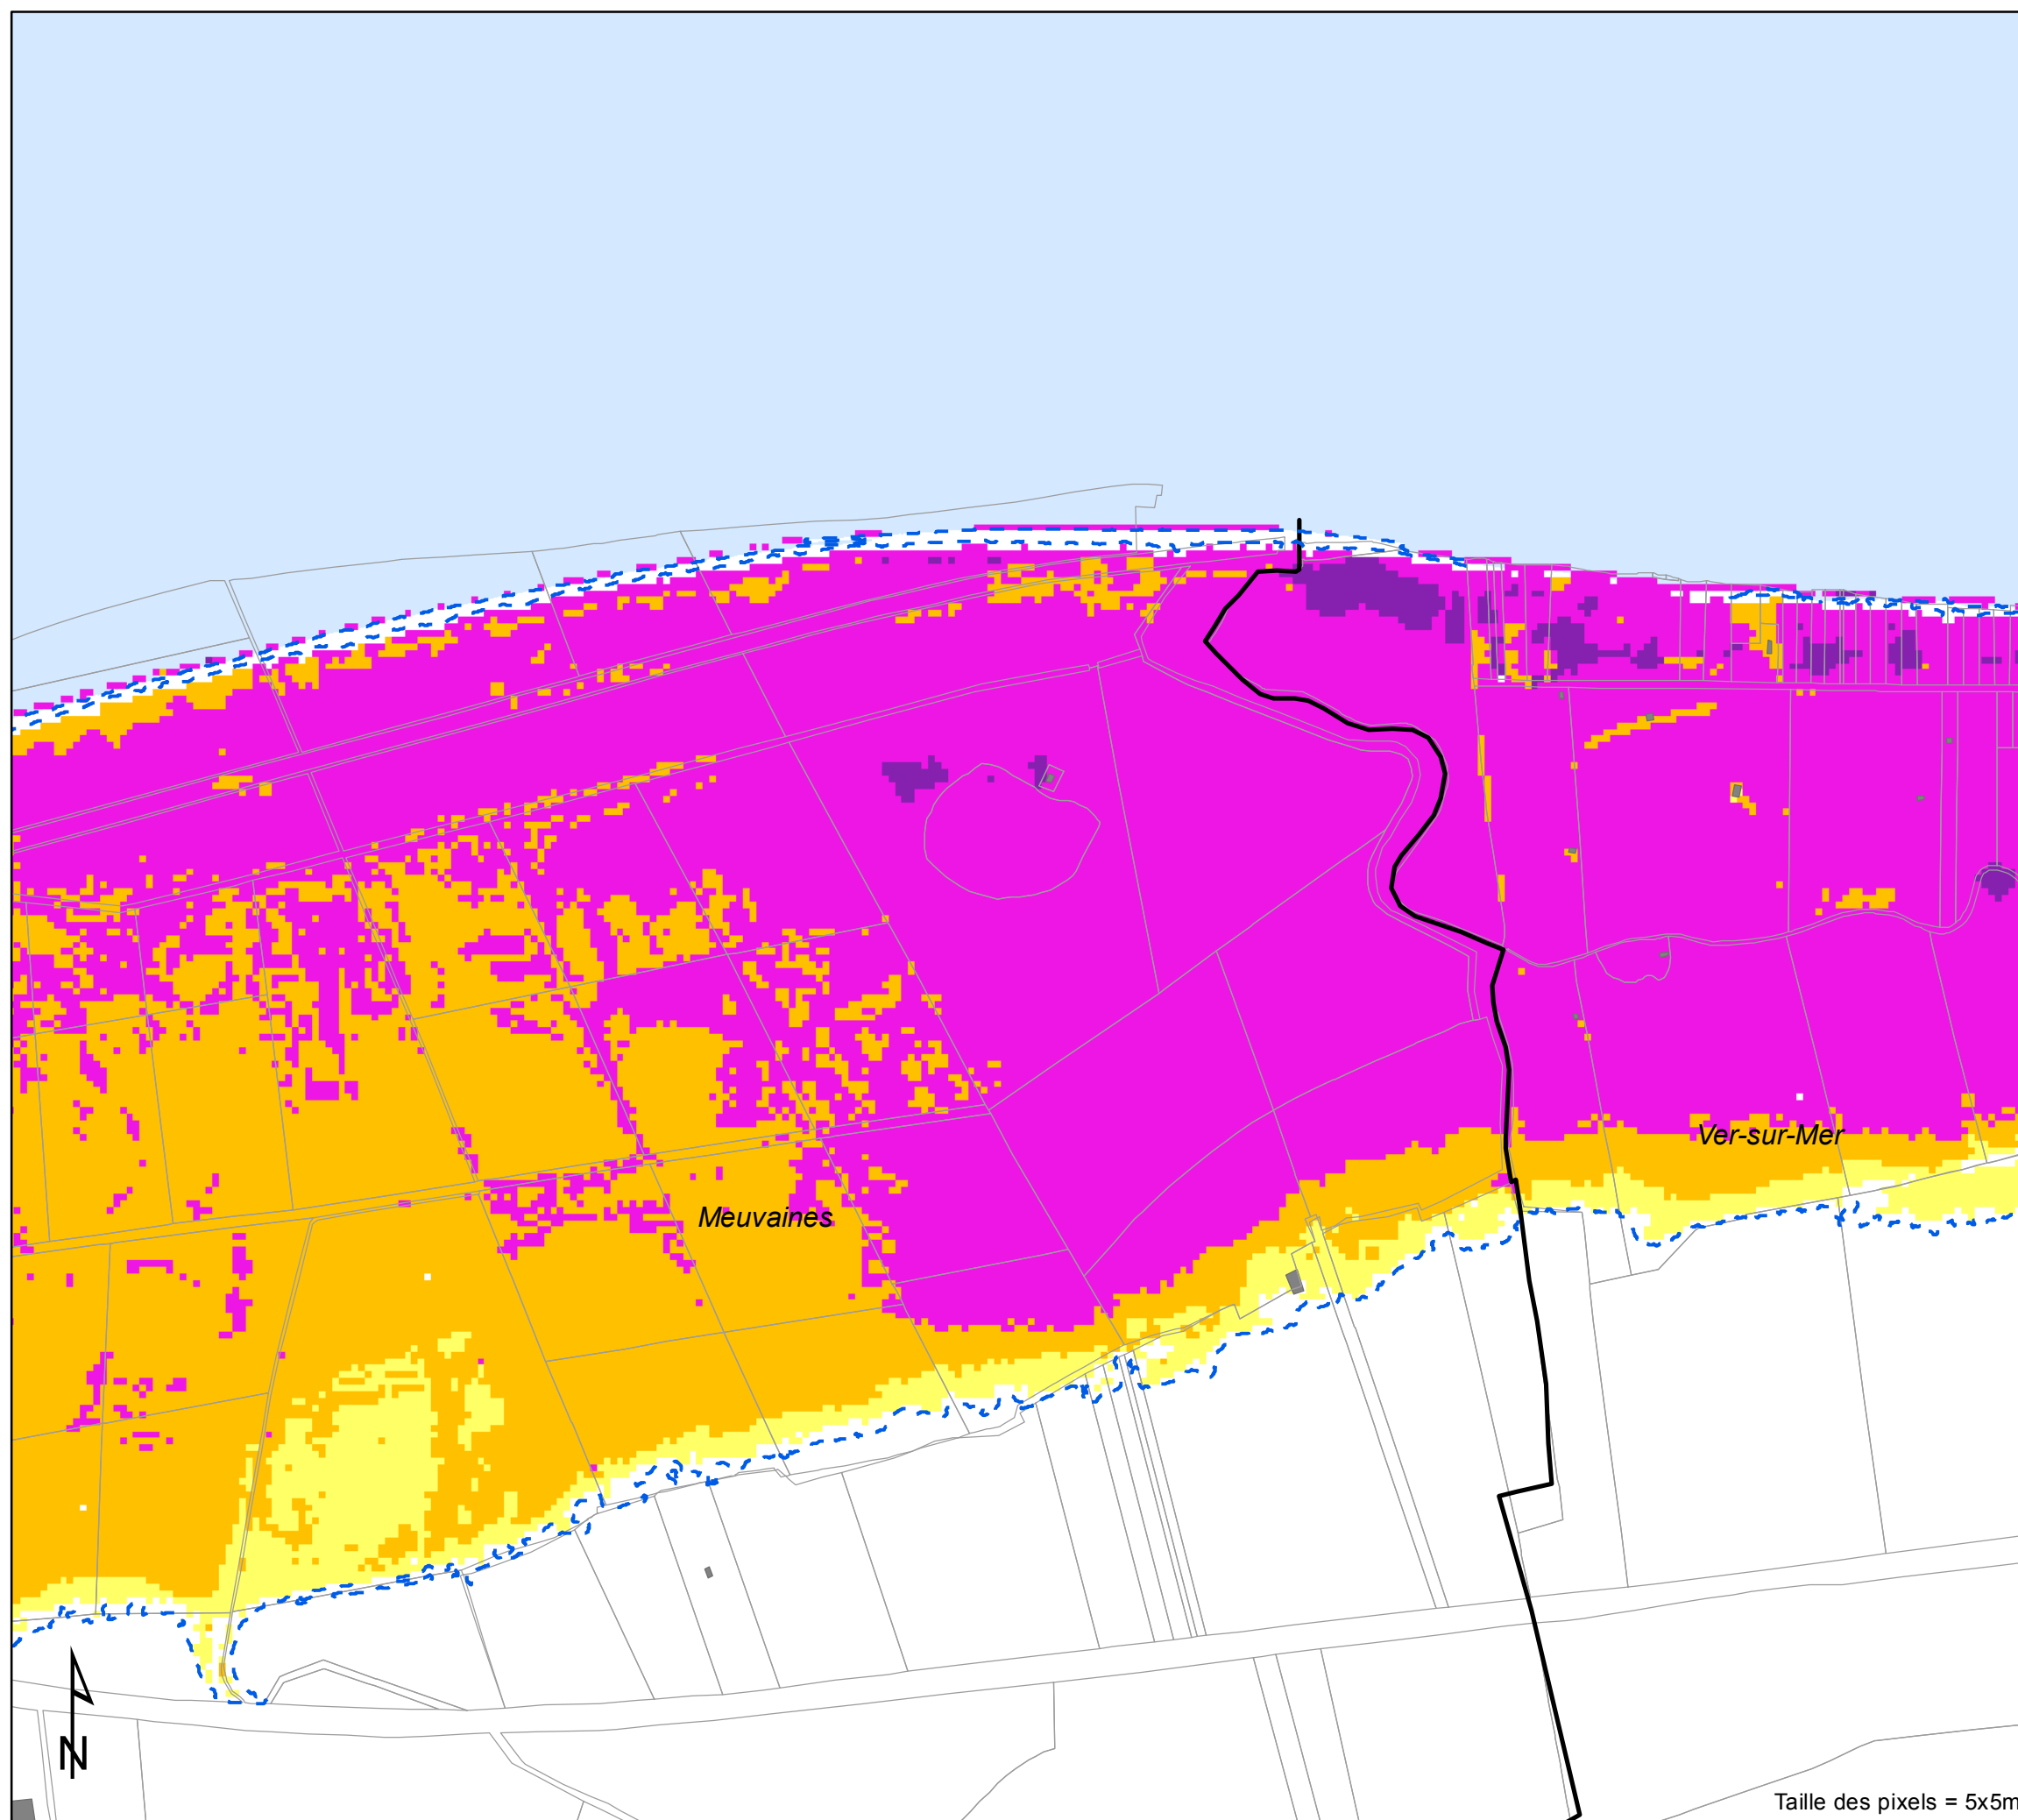 Ver-sur-Mer
Meuvaines
N
Taille des pixels = 5x5m